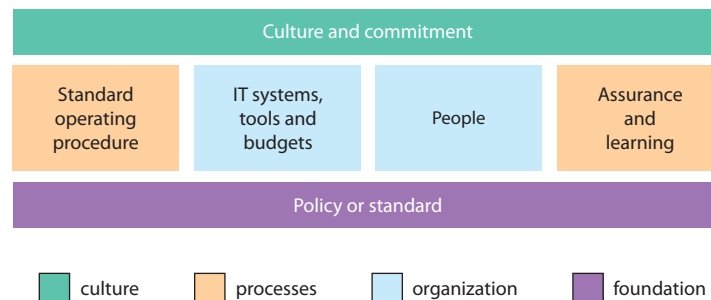 Culture and commitment
Standard
operating
procedure
IT systems,
tools and
budgets
People
Assurance
and
learning
Policy or standard
culture
processes
organization
foundation